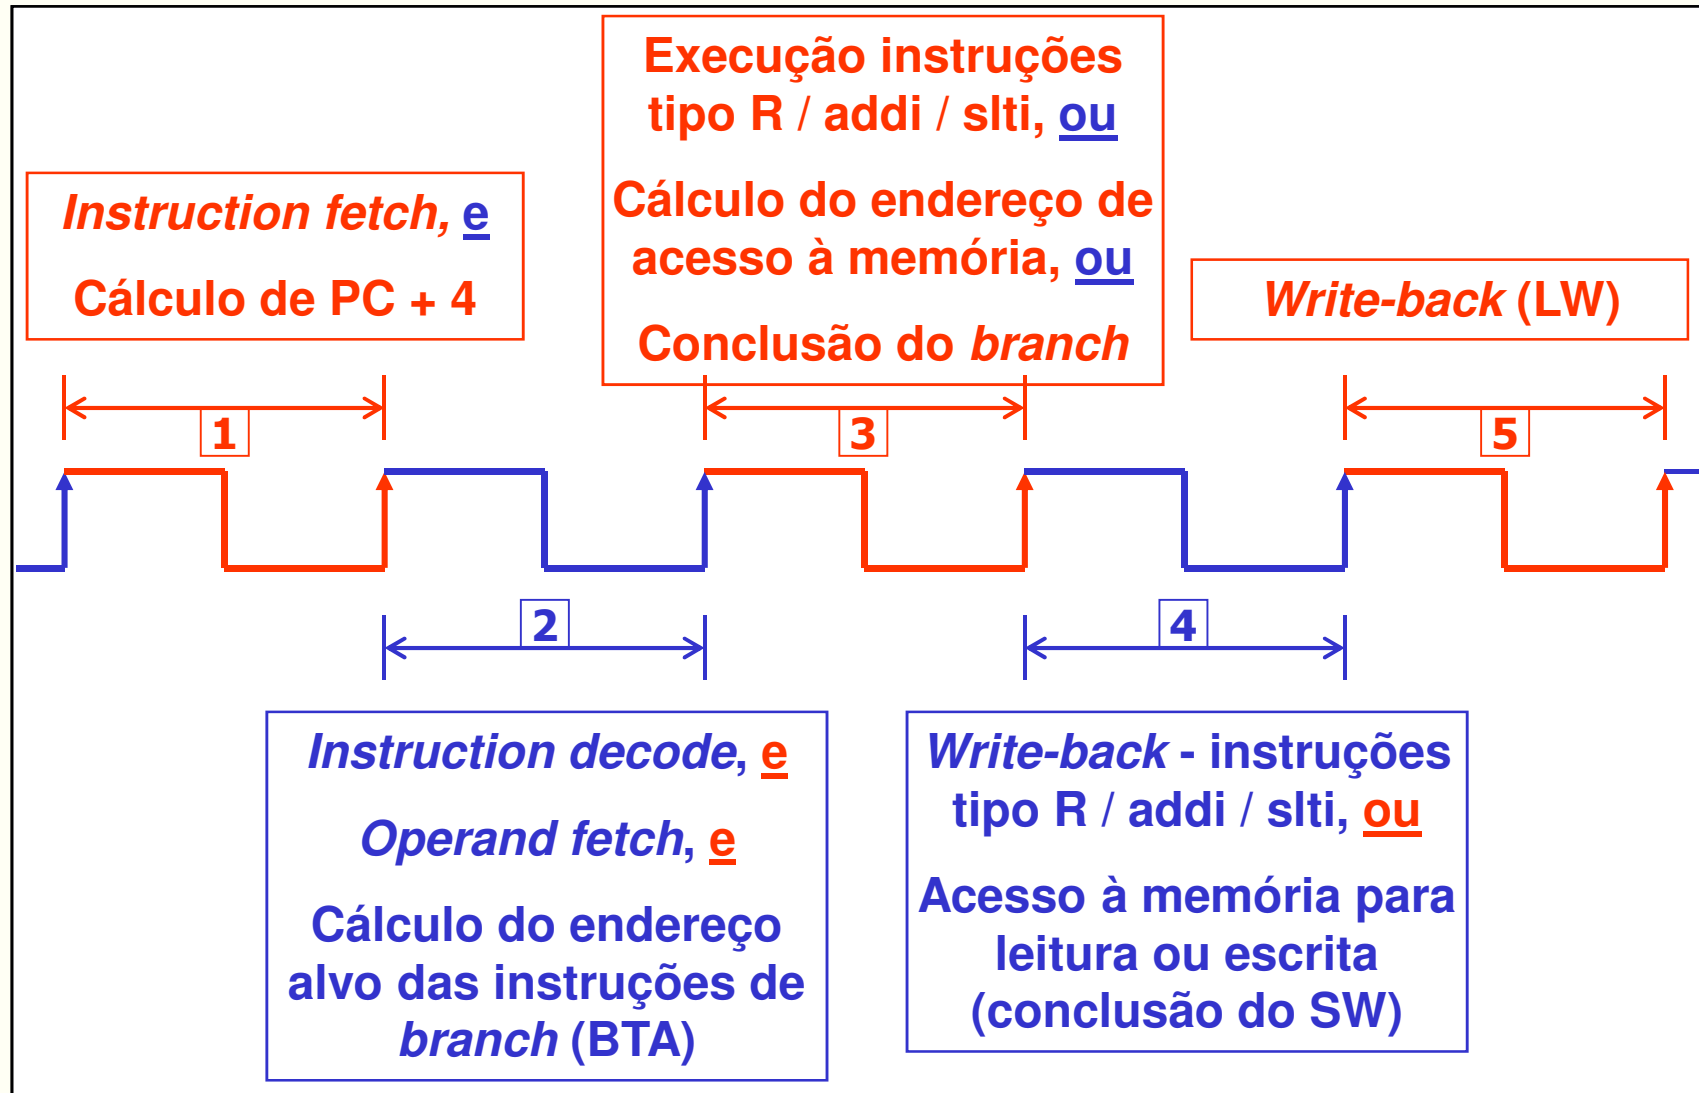 Execução instruções
tipo R / addi / slti, ou
Cálculo do endereço de
acesso à memória, ou
Conclusão do branch
Instruction fetch, e
Cálculo de PC + 4
Write-back (LW)
1
3
5
2
4
Instruction decode, e
Operand fetch, e
Cálculo do endereço
alvo das instruções de
branch (BTA)
Write-back - instruções
tipo R / addi / slti, ou
Acesso à memória para
leitura ou escrita
(conclusão do SW)